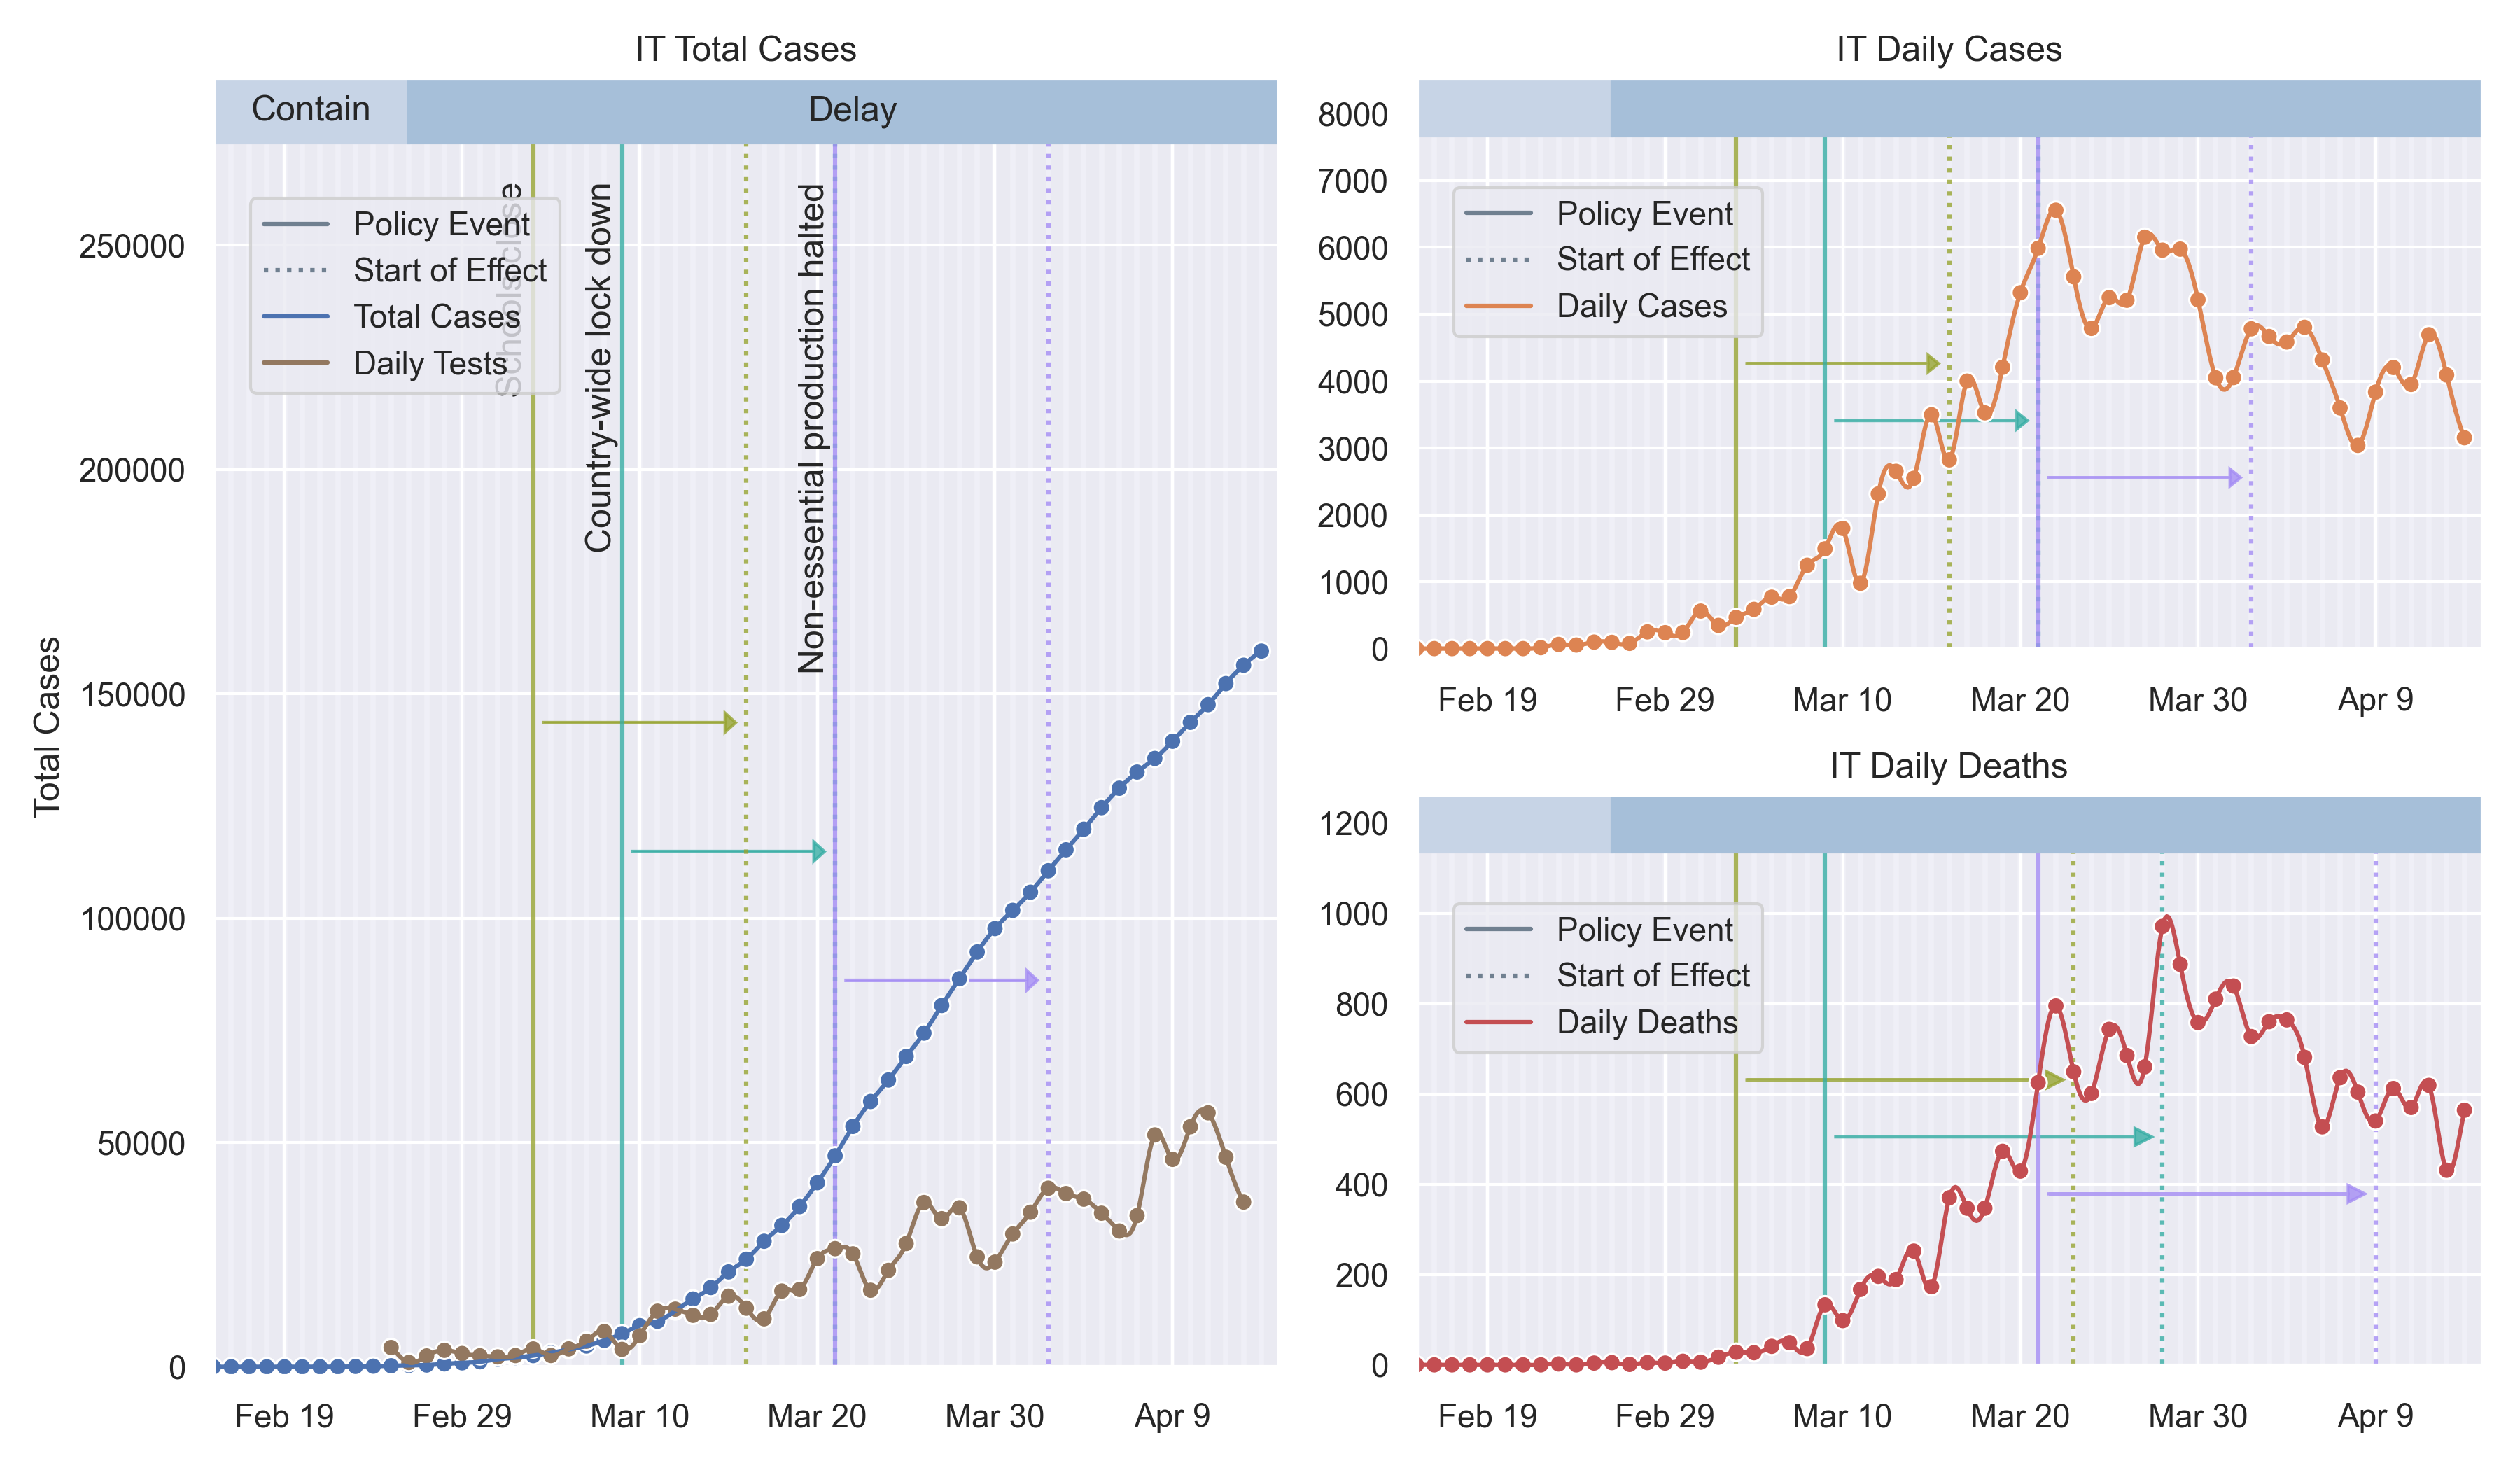 IT Total Cases
Contain
Delay
Policy Event
Start of Effect
Total Cases
Daily Tests
Schools close
Country-wide lock down
Non-essential production halted
Total Cases
250000
200000
150000
100000
50000
0
Feb 19
Feb 29
Mar 10
Mar 20
Mar 30
Apr 9
IT Daily Cases
8000
7000
6000
5000
4000
3000
2000
1000
0
Policy Event
Start of Effect
Daily Cases
Feb 19
Feb 29
Mar 10
Mar 20
Mar 30
Apr 9
IT Daily Deaths
1200
1000
800
600
400
200
0
Policy Event
Start of Effect
Daily Deaths
Feb 19
Feb 29
Mar 10
Mar 20
Mar 30
Apr 9